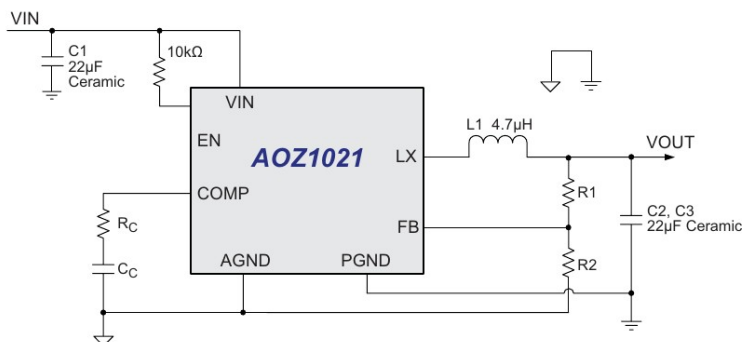 VIN
C1
22µF
Ceramic
10kΩ
VIN
EN
AOZ1021
LX
L1 4.7µH
VOUT
COMP
R1
C2, C3
22µF Ceramic
RC
FB
CC
AGND
PGND
R2